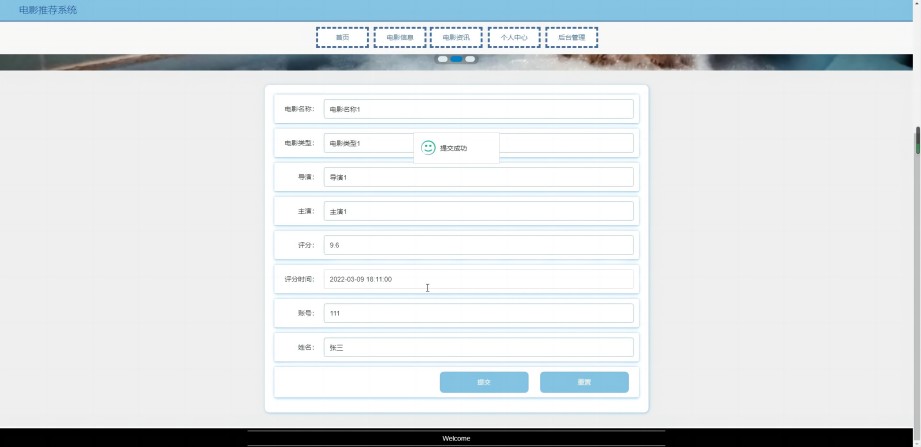 电影推荐系统
首页 电影信息 电影资讯 个人中心 后台管理
电影名称： 电影名称1
电影类型： 电影类型1
提交成功
导演： 导演1
主演： 主演1
评分： 9.6
评分时间： 2022-03-09 18:11:00
账号： 111
姓名： 张三
提交 重置
Welcome